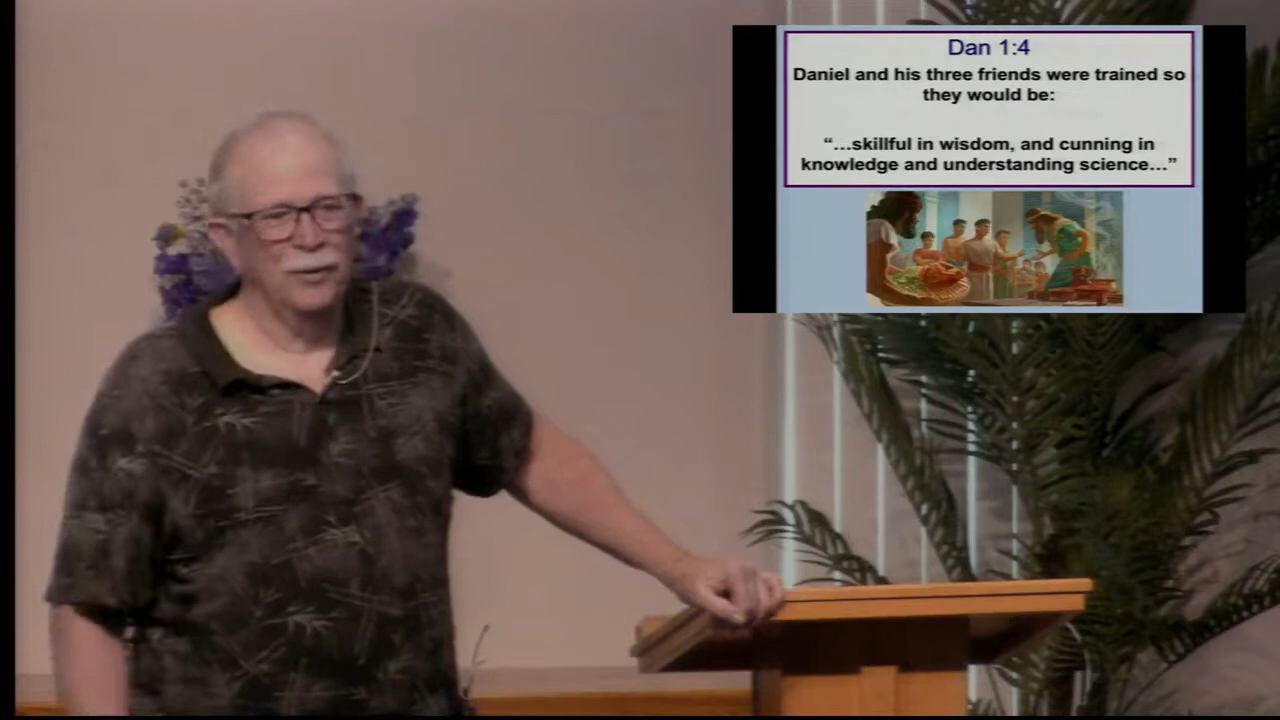 Dan 1:4
Daniel and his three friends were trained so
they would be:
“…skillful in wisdom, and cunning in
knowledge and understanding science…”